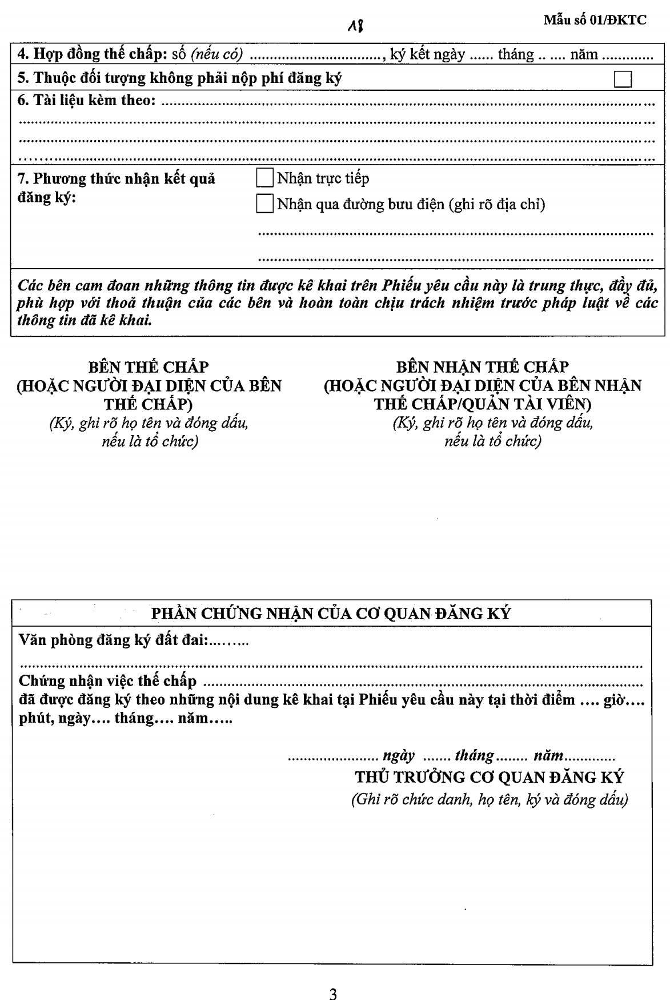 18
Mẫu số 01/ĐKTC
4. Hợp đồng thế chấp: số (nếu có) ................................, ký kết ngày ...... tháng .. .... năm .............
5. Thuộc đối tượng không phải nộp phí đăng ký
6. Tài liệu kèm theo: ..........................................................................................................
..........................................................................................................
..........................................................................................................
..........................................................................................................
7. Phương thức nhận kết quả
đăng ký:
Nhận trực tiếp
Nhận qua đường bưu điện (ghi rõ địa chỉ)
..........................................................................................
..........................................................................................
Các bên cam đoan những thông tin được kê khai trên Phiếu yêu cầu này là trung thực, đầy đủ,
phù hợp với thoả thuận của các bên và hoàn toàn chịu trách nhiệm trước pháp luật về các
thông tin đã kê khai.
BÊN THẾ CHẤP
(HOẶC NGƯỜI ĐẠI DIỆN CỦA BÊN
THẾ CHẤP)
(Ký, ghi rõ họ tên và đóng dấu,
nếu là tổ chức)
BÊN NHẬN THẾ CHẤP
(HOẶC NGƯỜI ĐẠI DIỆN CỦA BÊN NHẬN
THẾ CHẤP/QUẢN TÀI VIÊN)
(Ký, ghi rõ họ tên và đóng dấu,
nếu là tổ chức)
PHẦN CHỨNG NHẬN CỦA CƠ QUAN ĐĂNG KÝ
Văn phòng đăng ký đất đai:.........
..........................................................................................................
Chứng nhận việc thế chấp ..........................................................................................
đã được đăng ký theo những nội dung kê khai tại Phiếu yêu cầu này tại thời điểm .... giờ....
phút, ngày.... tháng.... năm.....
....................... ngày ....... tháng........ năm.............
THỦ TRƯỞNG CƠ QUAN ĐĂNG KÝ
(Ghi rõ chức danh, họ tên, ký và đóng dấu)
3